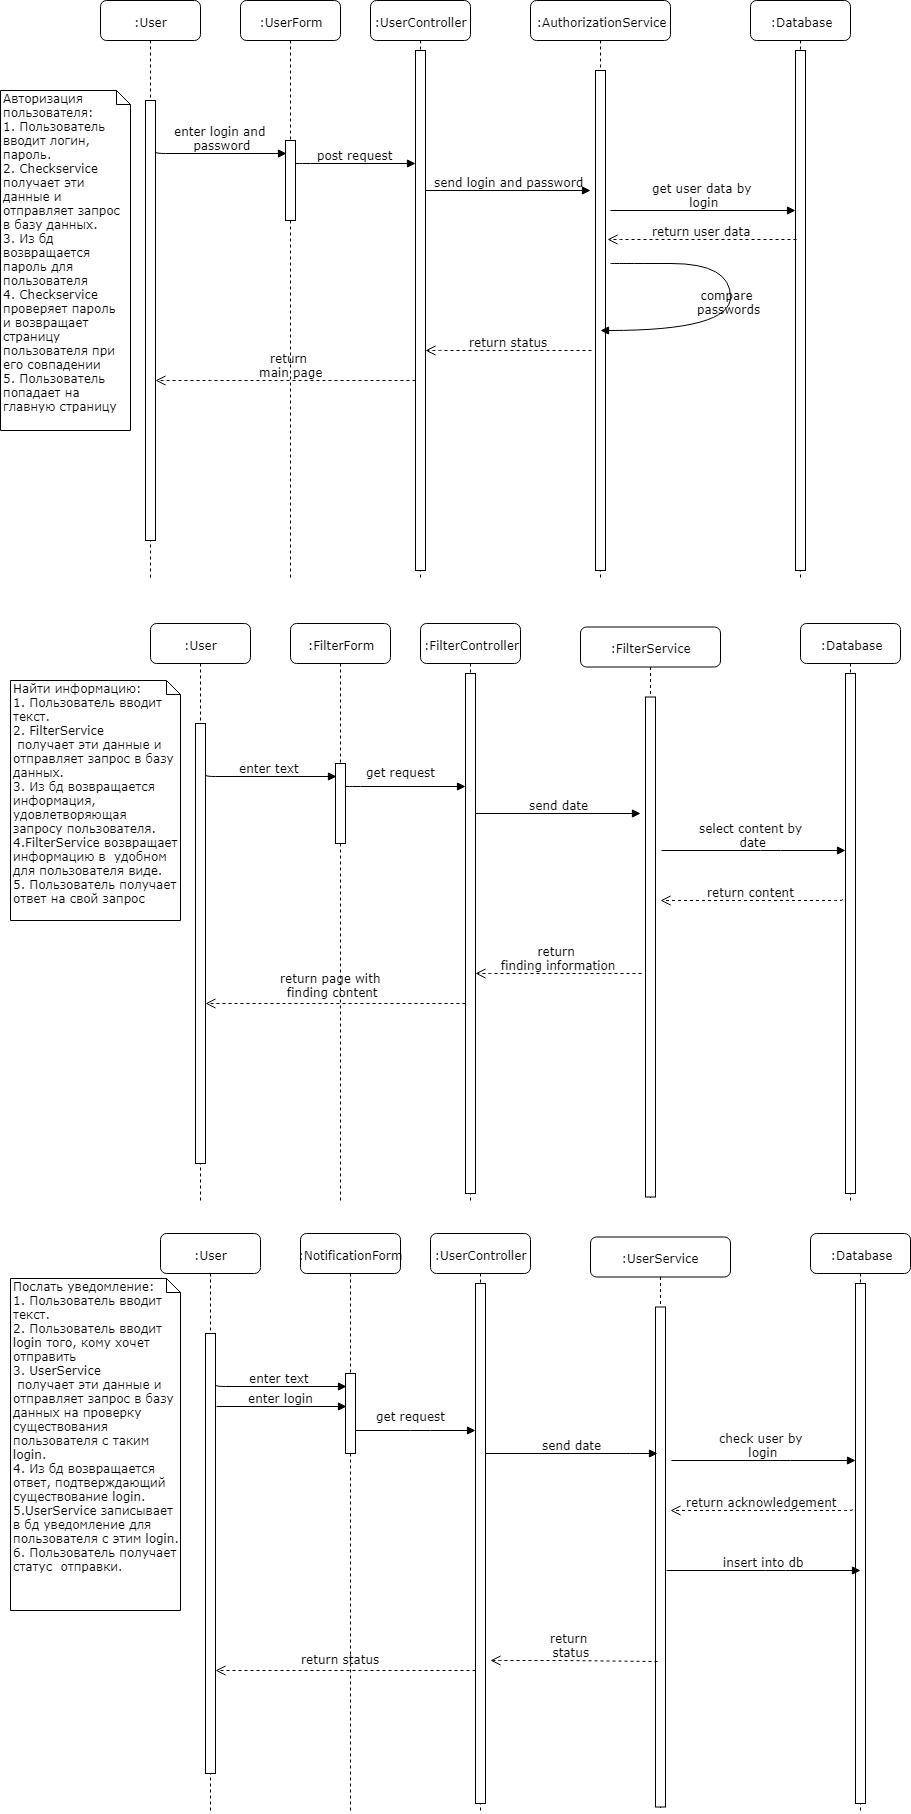 :User
:UserForm
:UserController
:AuthorizationService
:Database
Авторизация
пользователя:
1. Пользователь
вводит логин,
пароль.
2. Checkservice
получает эти
данные и
отправляет запрос
в базу данных.
3. Из бд
возвращается
пароль для
пользователя
4. Checkservice
проверяет пароль
и возвращает
страницу
пользователя при
его совпадении
5. Пользователь
попадает на
главную страницу
enter login and
password
post request
send login and password
get user data by
login
return user data
compare
passwords
return status
return
main page
:User
:FilterForm
:FilterController
:FilterService
:Database
Найти информацию:
1. Пользователь вводит
текст.
2. FilterService
получает эти данные и
отправляет запрос в базу
данных.
3. Из бд возвращается
информация,
удовлетворяющая
запросу пользователя.
4.FilterService возвращает
информацию в  удобном
для пользователя виде.
5. Пользователь получает
ответ на свой запрос
enter text
get request
send date
select content by
date
return content
return
finding information
return page with
finding content
:User
:NotificationForm
:UserController
:UserService
:Database
Послать уведомление:
1. Пользователь вводит
текст.
2. Пользователь вводит
login того, кому хочет
отправить
3. UserService
получает эти данные и
отправляет запрос в базу
данных на проверку
существования
пользователя с таким
login.
4. Из бд возвращается
ответ, подтверждающий
существование login.
5.UserService записывает
в бд уведомление для
пользователя с этим login.
6. Пользователь получает
статус  отправки.
enter text
enter login
get request
send date
check user by
login
return acknowledgement
insert into db
return
status
return status